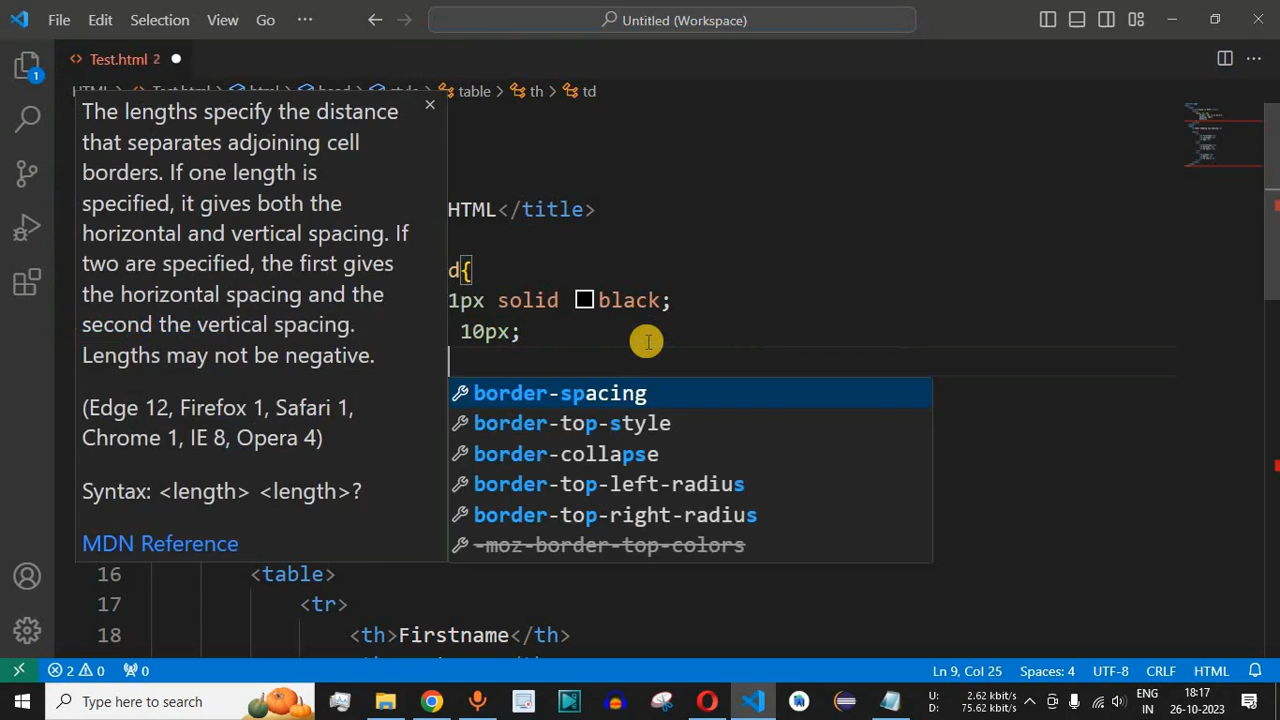 File Edit Selection View Go ··· Untitled (Workspace)
Test.html 2
table th td
The lengths specify the distance
that separates adjoining cell
borders. If one length is
specified, it gives both the
horizontal and vertical spacing. If
two are specified, the first gives
the horizontal spacing and the
second the vertical spacing.
Lengths may not be negative.
(Edge 12, Firefox 1, Safari 1,
Chrome 1, IE 8, Opera 4)
Syntax: <length> <length>?
MDN Reference
HTML</title>
d{
1px solid black;
10px;
border-spacing
border-top-style
border-collapse
border-top-left-radius
border-top-right-radius
-moz-border-top-colors
16 <table>
17 <tr>
18 <th>Firstname</th>
2 0 0 Ln 9, Col 25 Spaces: 4 UTF-8 CRLF HTML
Type here to search
U: 2.62 kbit/s
D: 75.62 kbit/s
ENG
IN
18:17
26-10-2023
1